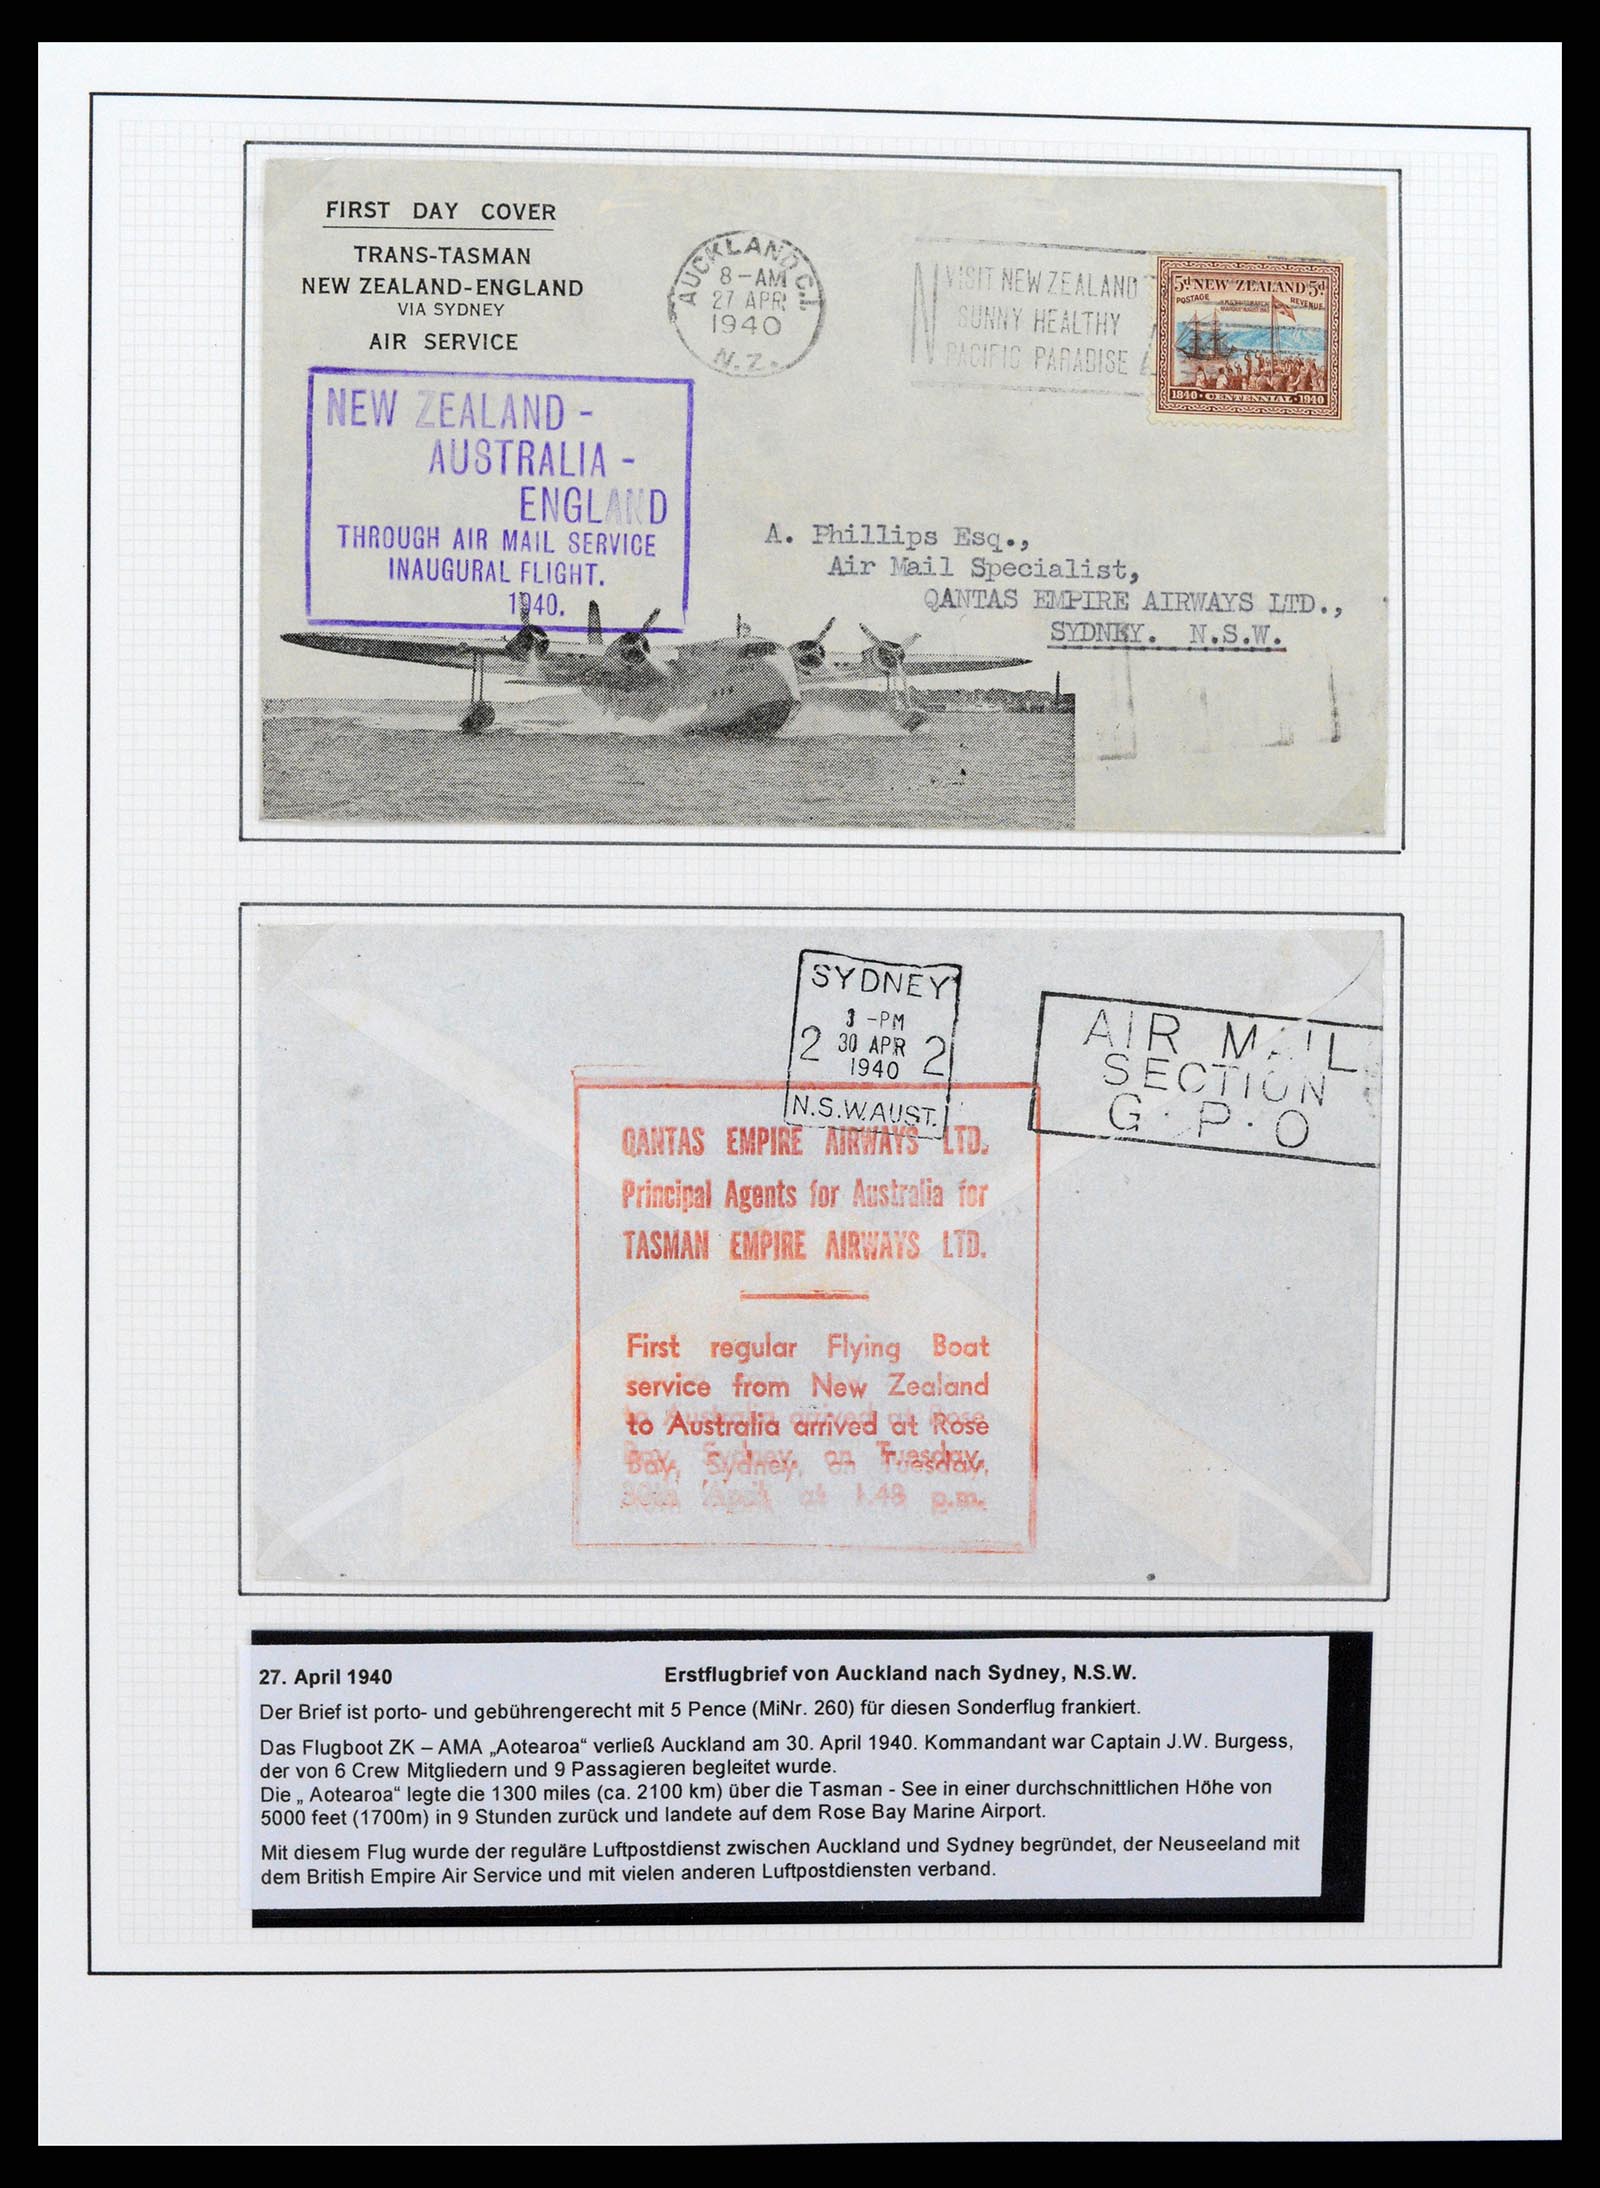 FIRST DAY COVER
TRANS-TASMAN
NEW ZEALAND-ENGLAND
VIA SYDNEY
AIR SERVICE
AUCKLAND C.1.
8-AM
27 APR
1940
N.Z.
VISIT NEW ZEALAND
SUNNY HEALTHY
PACIFIC PARADISE
5d NEW ZEALAND 5d
POSTAGE REVENUE
1840·CENTENNIAL·1940
NEW ZEALAND -
AUSTRALIA -
ENGLAND
THROUGH AIR MAIL SERVICE
INAUGURAL FLIGHT.
1940.
A. Phillips Esq.,
Air Mail Specialist,
QANTAS EMPIRE AIRWAYS LTD.,
SYDNEY. N.S.W.
SYDNEY
3 -PM
2 30 APR 2
1940
N.S.W.AUST.
AIR MAIL
SECTION
G·P·O
QANTAS EMPIRE AIRWAYS LTD.
Principal Agents for Australia for
TASMAN EMPIRE AIRWAYS LTD.
First regular Flying Boat
service from New Zealand
to Australia arrived at Rose
Bay, Sydney, on Tuesday,
30th April at 1.48 p.m.
27. April 1940 Erstflugbrief von Auckland nach Sydney, N.S.W.
Der Brief ist porto- und gebührengerecht mit 5 Pence (MiNr. 260) für diesen Sonderflug frankiert.
Das Flugboot ZK – AMA „Aotearoa“ verließ Auckland am 30. April 1940. Kommandant war Captain J.W. Burgess,
der von 6 Crew Mitgliedern und 9 Passagieren begleitet wurde.
Die „ Aotearoa“ legte die 1300 miles (ca. 2100 km) über die Tasman - See in einer durchschnittlichen Höhe von
5000 feet (1700m) in 9 Stunden zurück und landete auf dem Rose Bay Marine Airport.
Mit diesem Flug wurde der reguläre Luftpostdienst zwischen Auckland und Sydney begründet, der Neuseeland mit
dem British Empire Air Service und mit vielen anderen Luftpostdiensten verband.